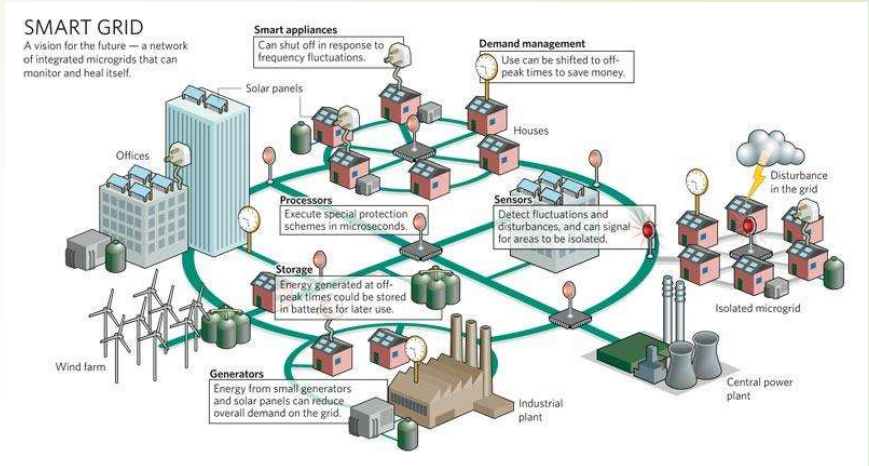 SMART GRID
A vision for the future — a network
of integrated microgrids that can
monitor and heal itself.
Smart appliances
Can shut off in response to
frequency fluctuations.
Demand management
Use can be shifted to off-
peak times to save money.
Solar panels
Houses
Offices
Disturbance
in the grid
Processors
Execute special protection
schemes in microseconds.
Sensors
Detect fluctuations and
disturbances, and can signal
for areas to be isolated.
Storage
Energy generated at off-
peak times could be stored
in batteries for later use.
Isolated microgrid
Wind farm
Generators
Energy from small generators
and solar panels can reduce
overall demand on the grid.
Industrial
plant
Central power
plant